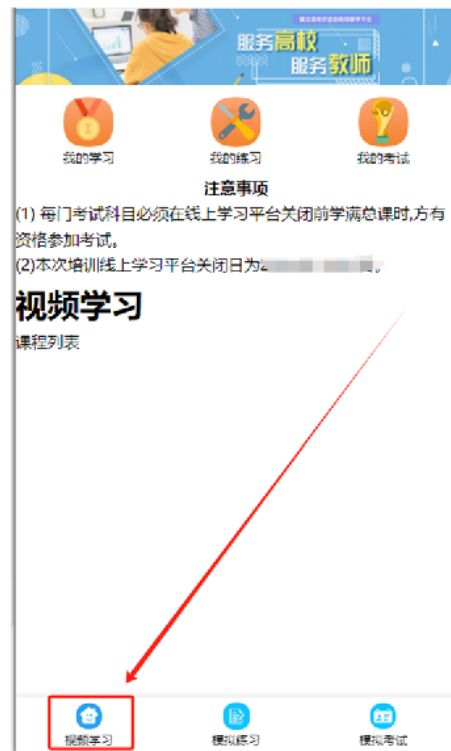 服务高校
服务教师
我的学习
我的练习
我的考试
注意事项
(1) 每门考试科目必须在线上学习平台关闭前学满总课时,方有
资格参加考试。
(2)本次培训线上学习平台关闭日为
视频学习
课程列表
视频学习
模拟练习
模拟考试